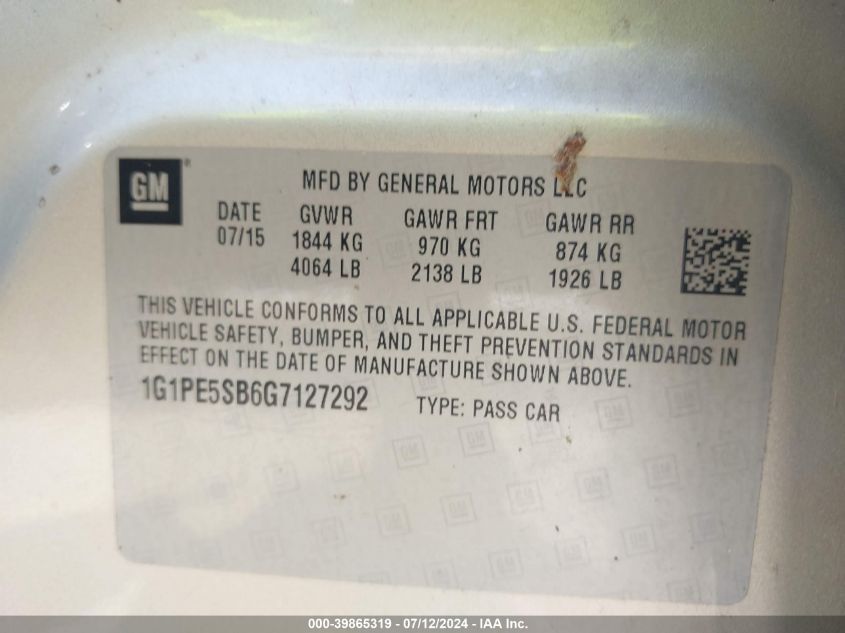 GM®
MFD BY GENERAL MOTORS LLC
DATE GVWR GAWR FRT GAWR RR
07/15 1844 KG 970 KG 874 KG
4064 LB 2138 LB 1926 LB
THIS VEHICLE CONFORMS TO ALL APPLICABLE U.S. FEDERAL MOTOR
VEHICLE SAFETY, BUMPER, AND THEFT PREVENTION STANDARDS IN
EFFECT ON THE DATE OF MANUFACTURE SHOWN ABOVE.
1G1PE5SB6G7127292 TYPE: PASS CAR
000-39865319 - 07/12/2024 - IAA Inc.